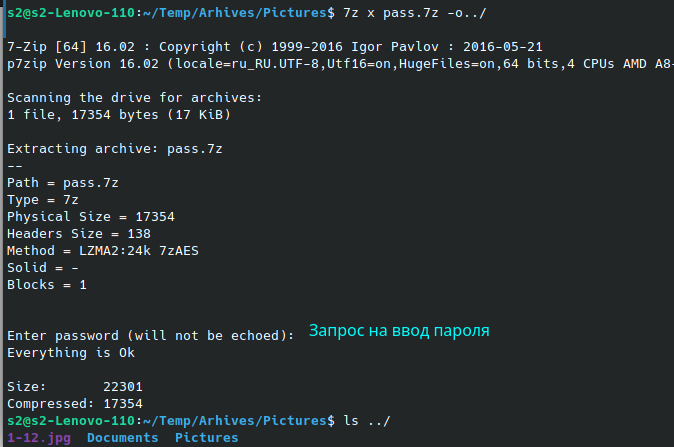 s2@s2-Lenovo-110:~/Temp/Arhives/Pictures$ 7z x pass.7z -o../
7-Zip [64] 16.02 : Copyright (c) 1999-2016 Igor Pavlov : 2016-05-21
p7zip Version 16.02 (locale=ru_RU.UTF-8,Utf16=on,HugeFiles=on,64 bits,4 CPUs AMD A8-
Scanning the drive for archives:
1 file, 17354 bytes (17 KiB)
Extracting archive: pass.7z
--
Path = pass.7z
Type = 7z
Physical Size = 17354
Headers Size = 138
Method = LZMA2:24k 7zAES
Solid = -
Blocks = 1
Enter password (will not be echoed): Запрос на ввод пароля
Everything is Ok
Size: 22301
Compressed: 17354
s2@s2-Lenovo-110:~/Temp/Arhives/Pictures$ ls ../
1-12.jpg Documents Pictures